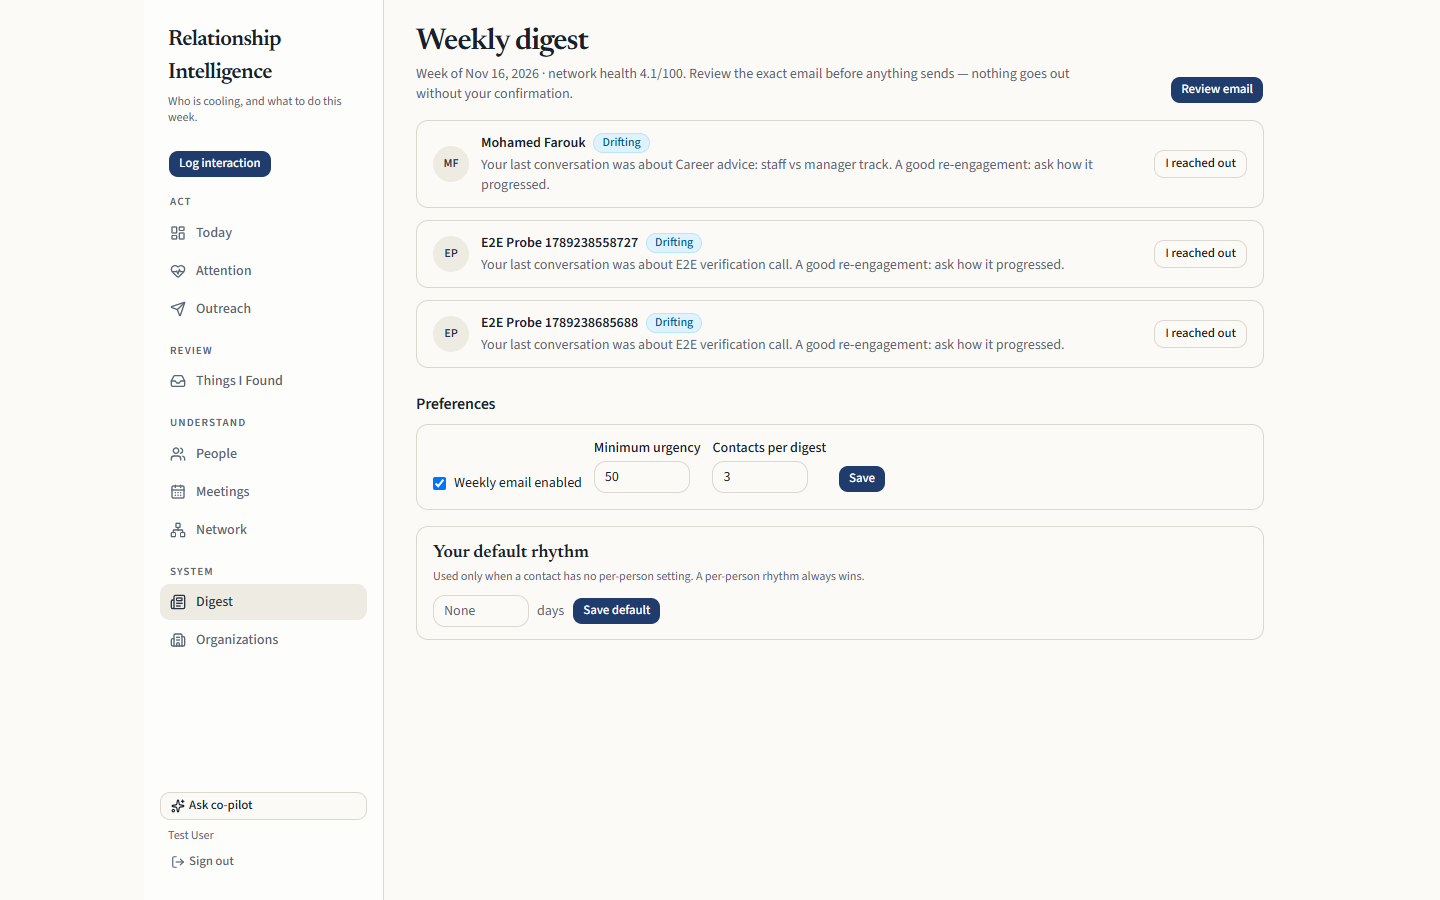 Relationship
Intelligence
Who is cooling, and what to do this
week.
Log interaction
ACT
Today
Attention
Outreach
REVIEW
Things I Found
UNDERSTAND
People
Meetings
Network
SYSTEM
Digest
Organizations
Ask co-pilot
Test User
Sign out
Weekly digest
Week of Nov 16, 2026 · network health 4.1/100. Review the exact email before anything sends — nothing goes out
without your confirmation.
Review email
MF
Mohamed Farouk Drifting
Your last conversation was about Career advice: staff vs manager track. A good re-engagement: ask how it
progressed.
I reached out
EP
E2E Probe 1789238558727 Drifting
Your last conversation was about E2E verification call. A good re-engagement: ask how it progressed.
I reached out
EP
E2E Probe 1789238685688 Drifting
Your last conversation was about E2E verification call. A good re-engagement: ask how it progressed.
I reached out
Preferences
Weekly email enabled
Minimum urgency
50
Contacts per digest
3
Save
Your default rhythm
Used only when a contact has no per-person setting. A per-person rhythm always wins.
None days Save default